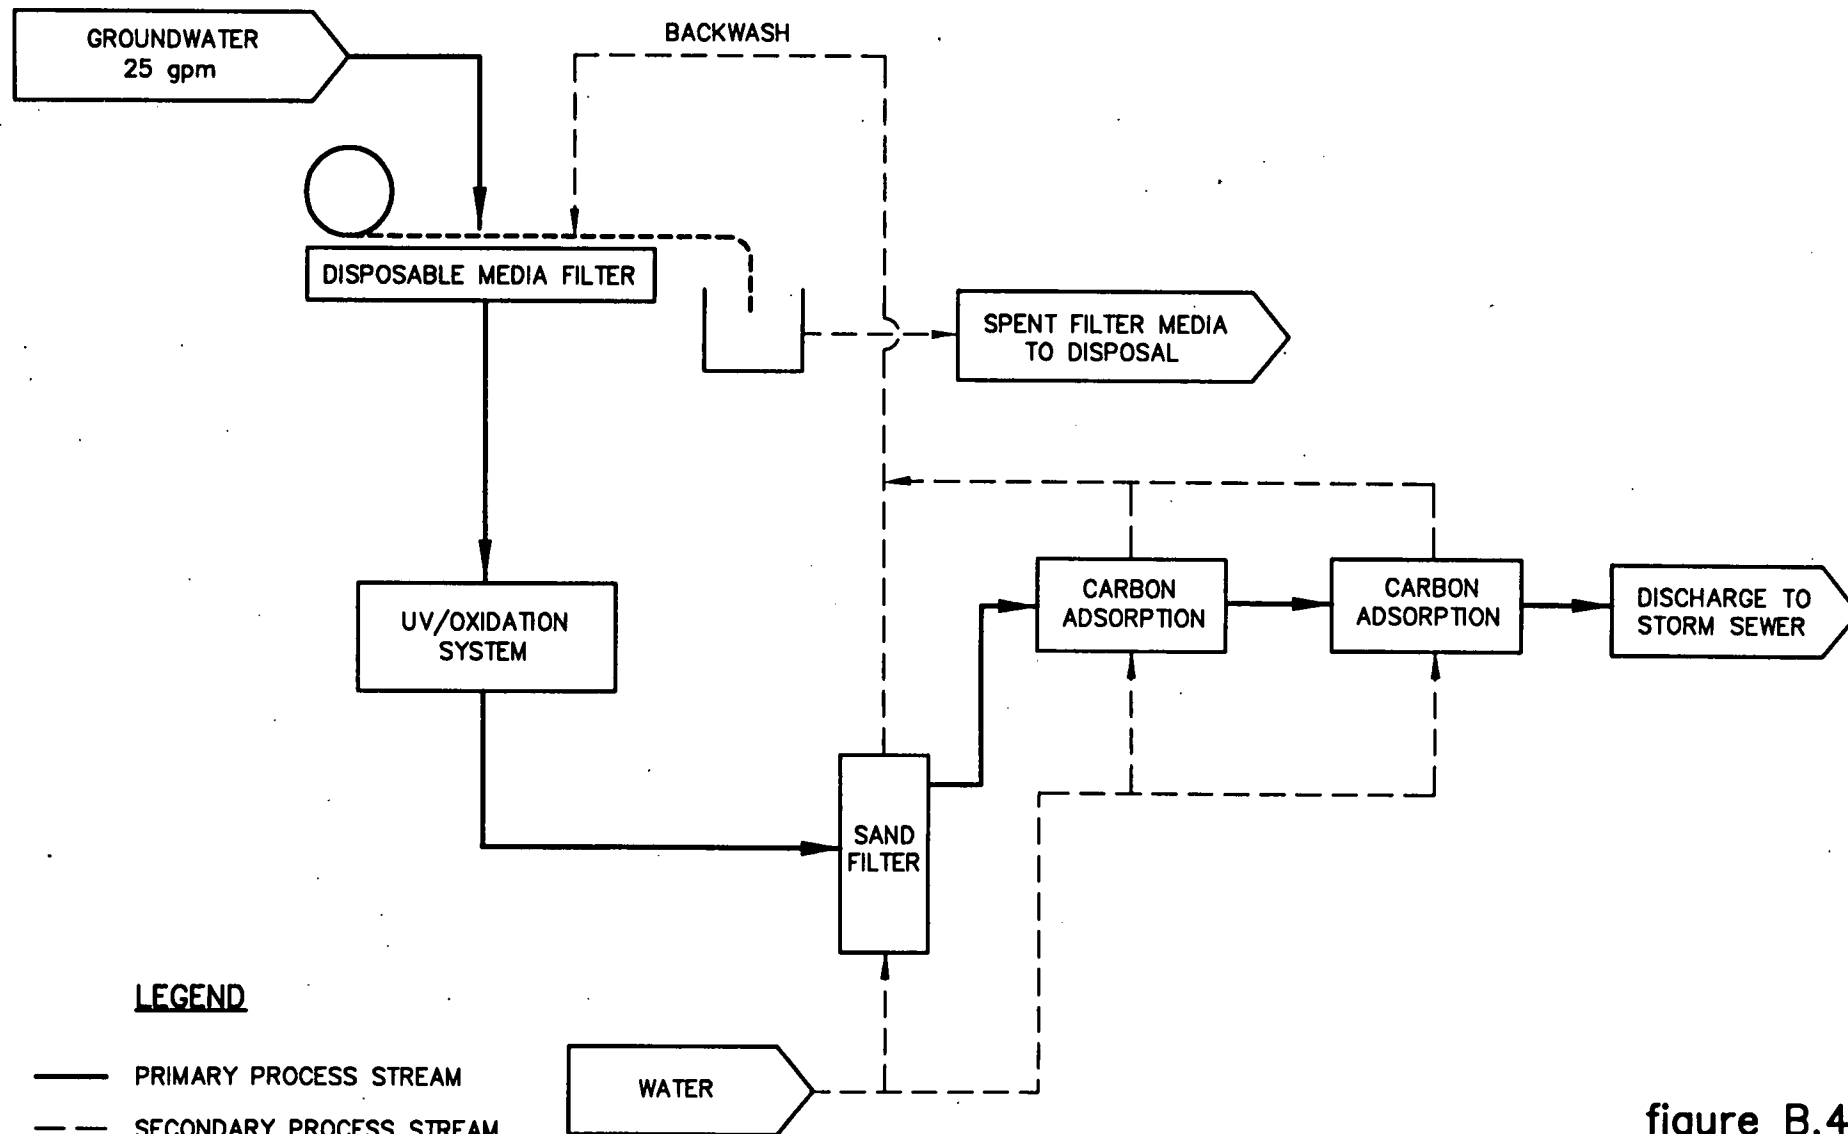 GROUNDWATER
25 gpm
BACKWASH
DISPOSABLE MEDIA FILTER
SPENT FILTER MEDIA
TO DISPOSAL
UV/OXIDATION
SYSTEM
CARBON
ADSORPTION
CARBON
ADSORPTION
DISCHARGE TO
STORM SEWER
SAND
FILTER
LEGEND
PRIMARY PROCESS STREAM
SECONDARY PROCESS STREAM
WATER
figure B.4